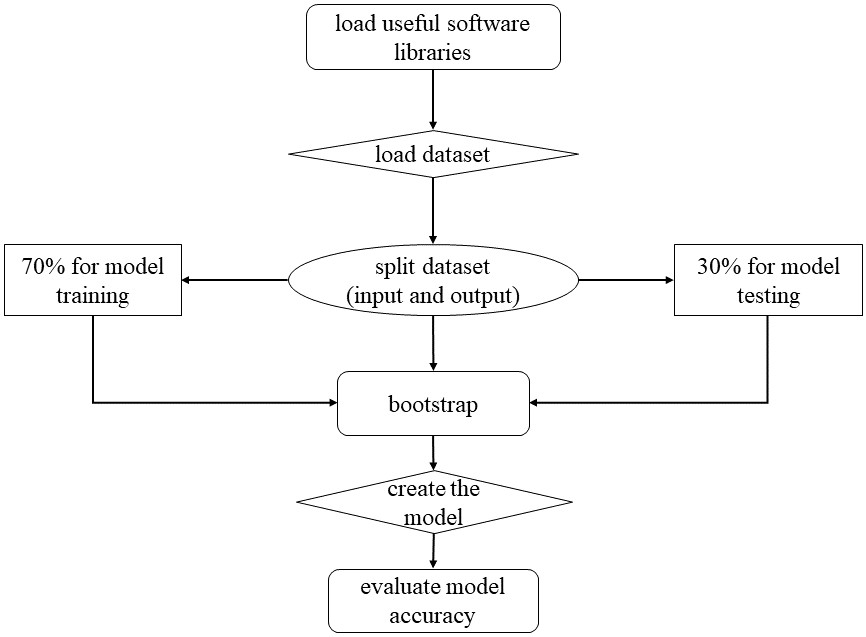 load useful software
libraries
load dataset
70% for model
training
split dataset
(input and output)
30% for model
testing
bootstrap
create the
model
evaluate model
accuracy